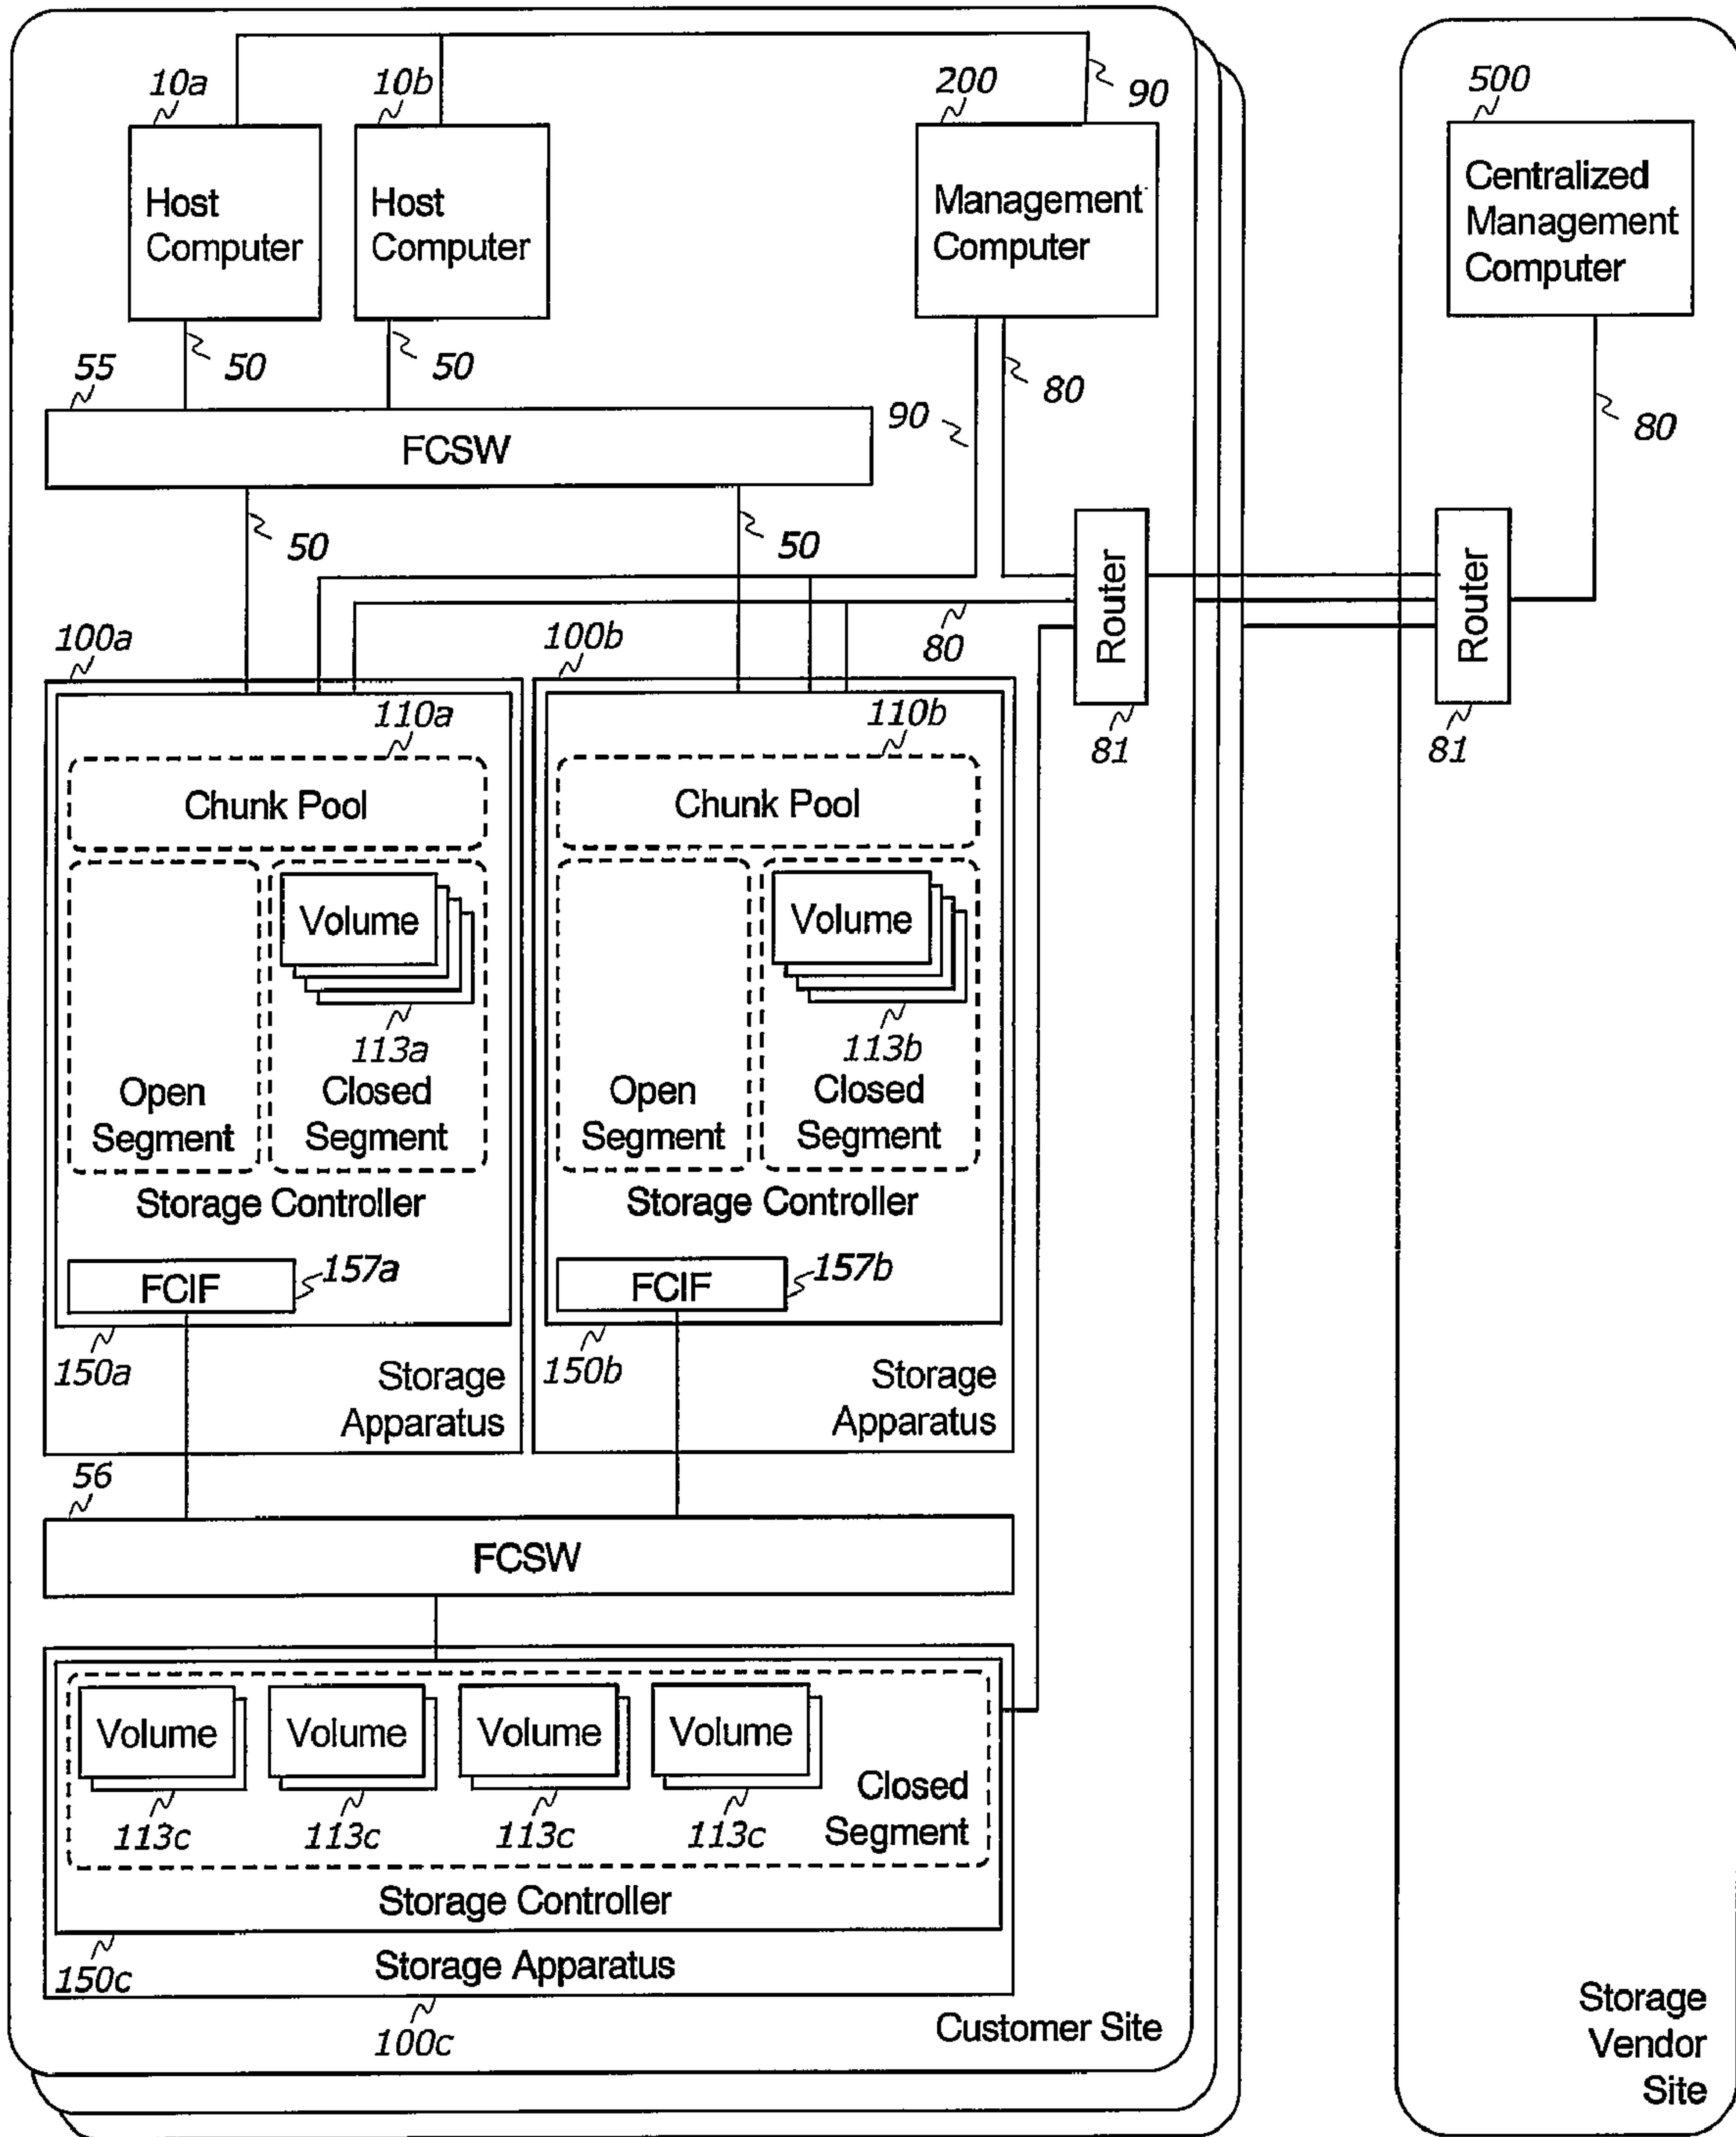 10a
10b
200
90
500
Host
Computer
Host
Computer
Management
Computer
Centralized
Management
Computer
55
50
50
80
90
80
FCSW
50
50
Router
Router
100a
100b
80
81
81
110a
110b
Chunk Pool
Chunk Pool
Volume
Volume
113a
113b
Open
Segment
Closed
Segment
Open
Segment
Closed
Segment
Storage Controller
Storage Controller
FCIF
157a
FCIF
157b
150a
150b
Storage
Apparatus
Storage
Apparatus
56
FCSW
Volume
Volume
Volume
Volume
113c
113c
113c
113c
Closed
Segment
Storage Controller
150c
Storage Apparatus
100c
Customer Site
Storage
Vendor
Site